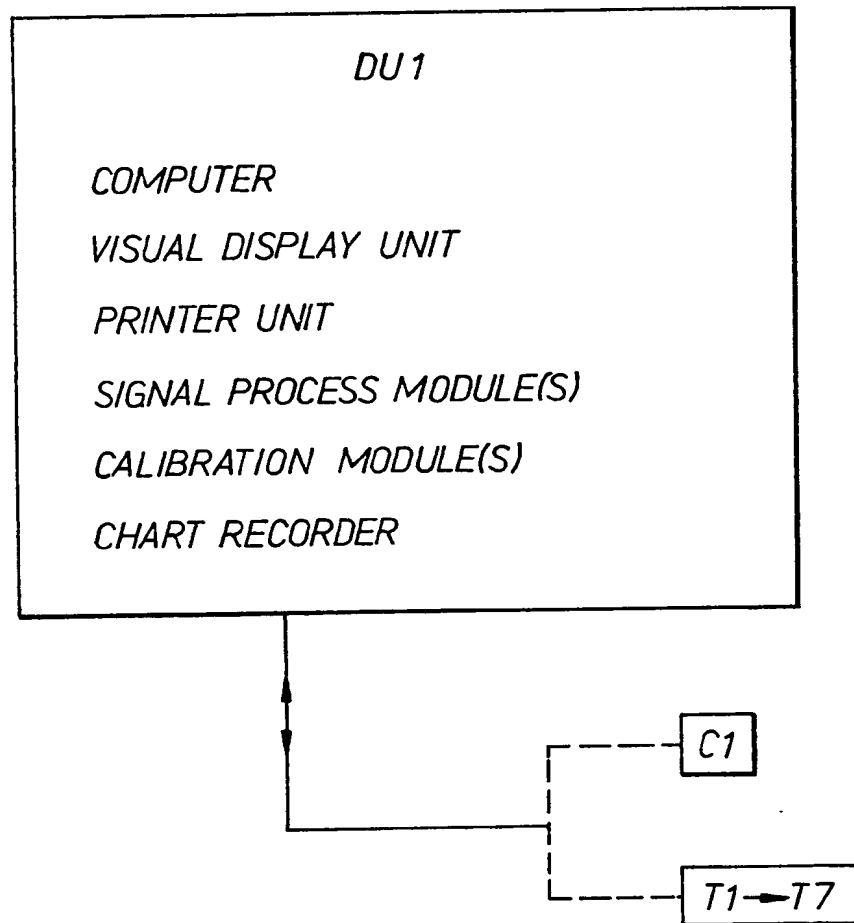 DU1
COMPUTER
VISUAL DISPLAY UNIT
PRINTER UNIT
SIGNAL PROCESS MODULE(S)
CALIBRATION MODULE(S)
CHART RECORDER
C1
T1→T7